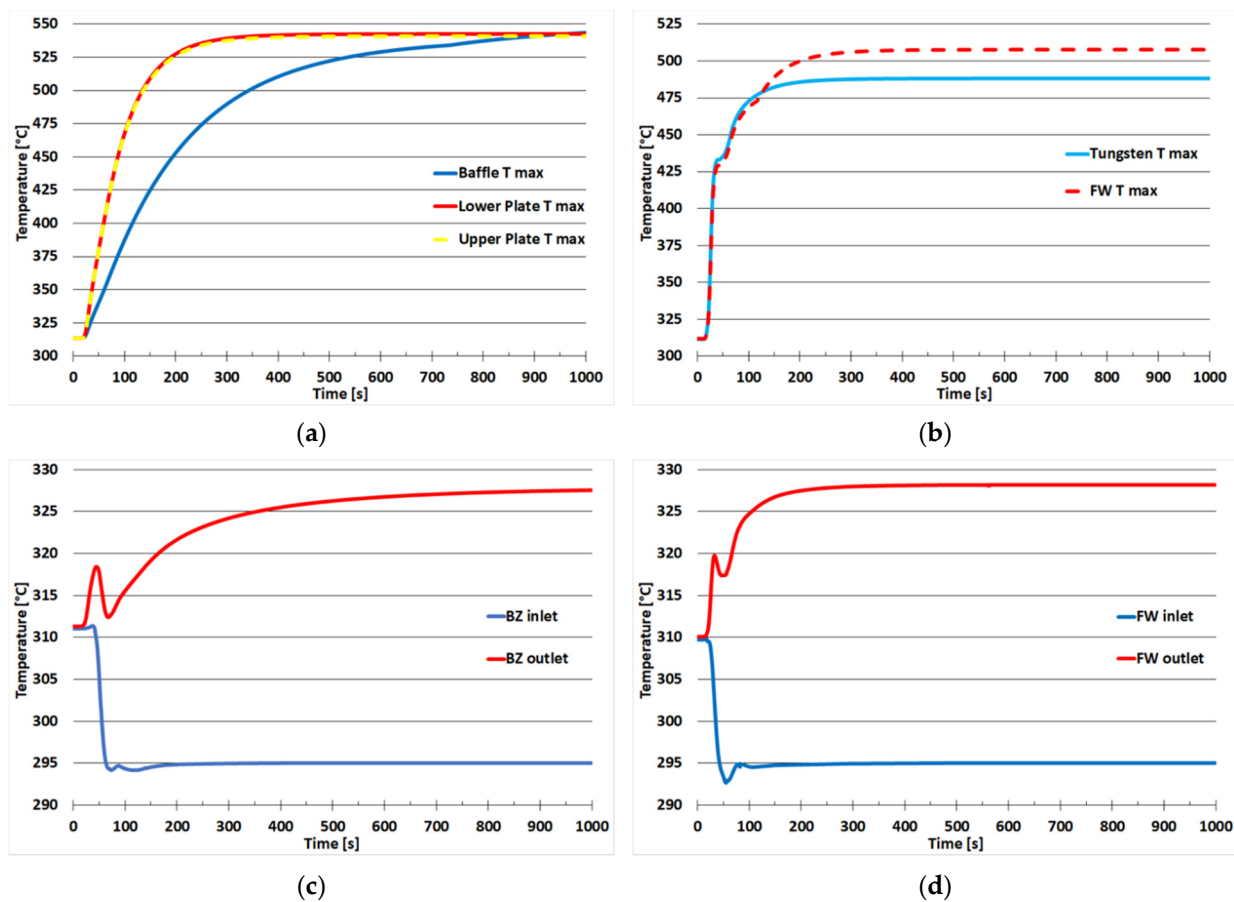 550
525
500
475
450
425
400
375
350
325
300
Temperature [°C]
Baffle T max
Lower Plate T max
Upper Plate T max
0 100 200 300 400 500 600 700 800 900 1000
Time [s]
(a)
525
500
475
450
425
400
375
350
325
300
Temperature [°C]
Tungsten T max
FW T max
0 100 200 300 400 500 600 700 800 900 1000
Time [s]
(b)
330
325
320
315
310
305
300
295
290
Temperature [°C]
BZ inlet
BZ outlet
0 100 200 300 400 500 600 700 800 900 1000
Time [s]
(c)
330
325
320
315
310
305
300
295
290
Temperature [°C]
FW inlet
FW outlet
0 100 200 300 400 500 600 700 800 900 1000
Time [s]
(d)